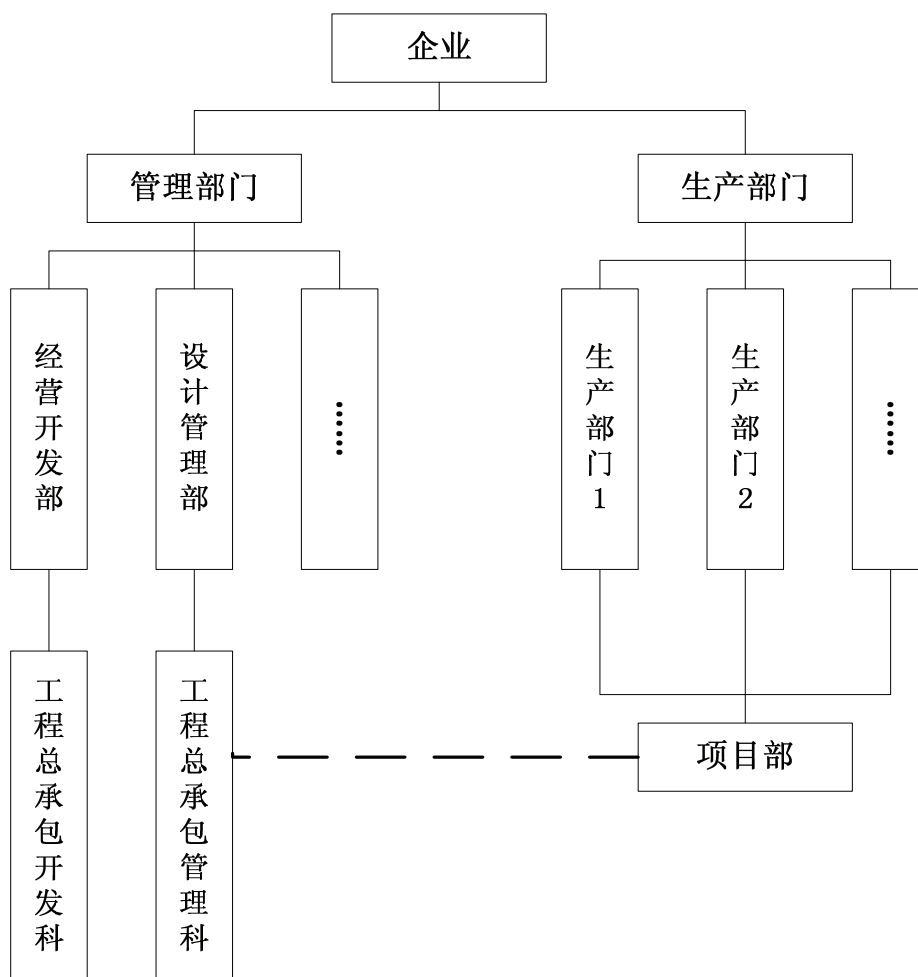 企业
管理部门
生产部门
经营开发部
设计管理部
……
生产部门1
生产部门2
……
工程总承包开发科
工程总承包管理科
项目部